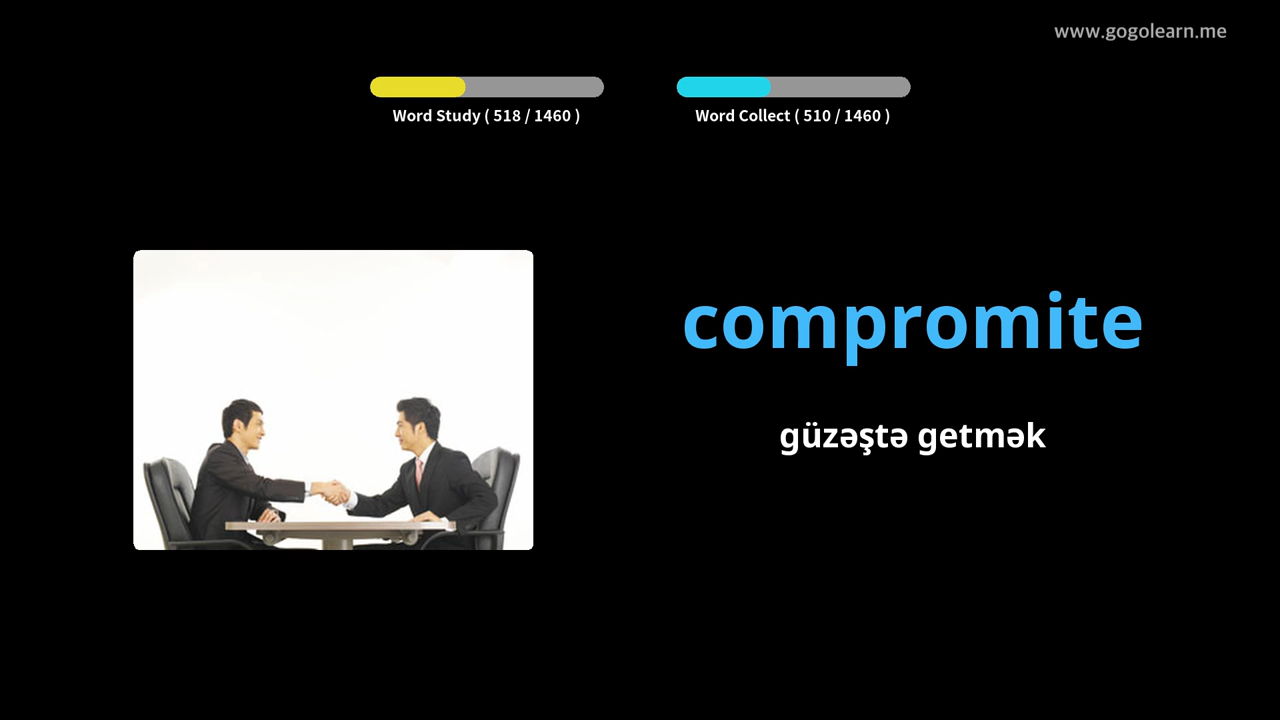 www.gogolearn.me
Word Study ( 518 / 1460 )
Word Collect ( 510 / 1460 )
compromite
güzəştə getmək